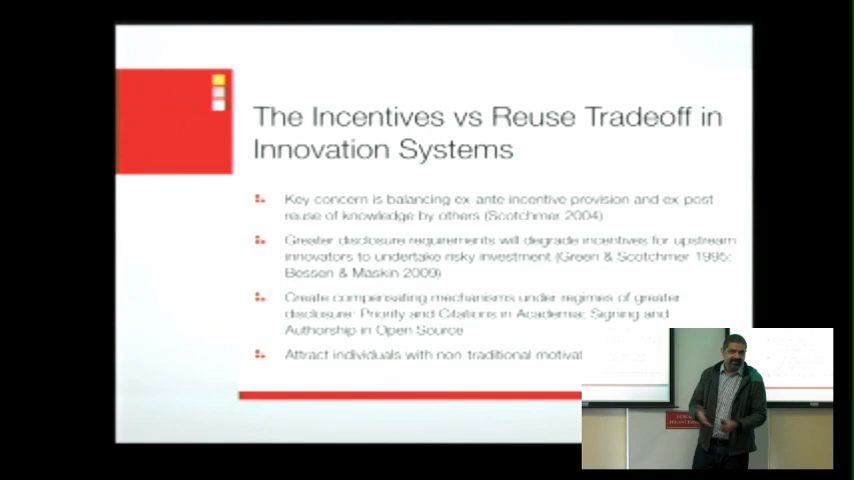 The Incentives vs Reuse Tradeoff in
Innovation Systems
Key concern is balancing ex-ante incentive provision and ex-post
reuse of knowledge by others (Scotchmer 2004)
Greater disclosure requirements will degrade incentives for upstream
innovators to undertake risky investment (Green & Scotchmer 1995;
Bessen & Maskin 2009)
Create compensating mechanisms under regimes of greater
disclosure: Priority and Citations in Academia; Signing and
Authorship in Open Source
Attract individuals with non-traditional